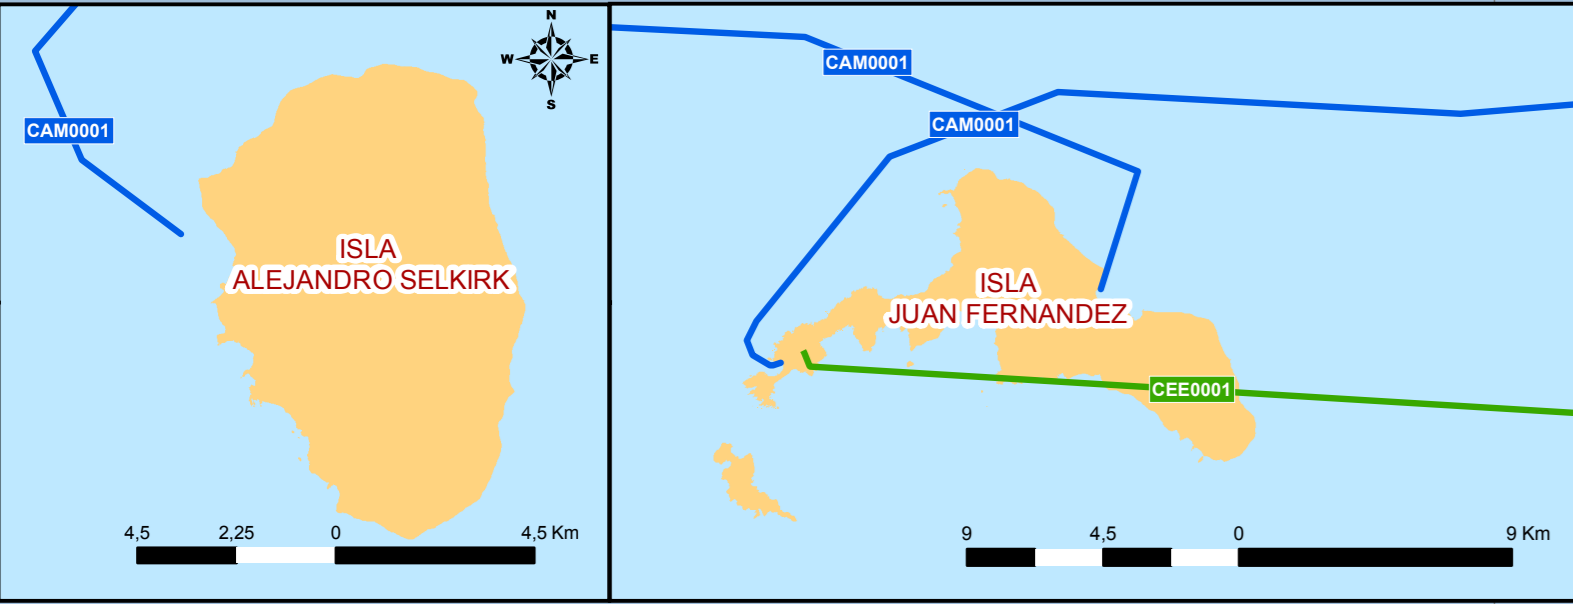 N
W E
S
CAM0001
ISLA
ALEJANDRO SELKIRK
4,5 2,25 0 4,5 Km
CAM0001
CAM0001
ISLA
JUAN FERNANDEZ
CEE0001
9 4,5 0 9 Km